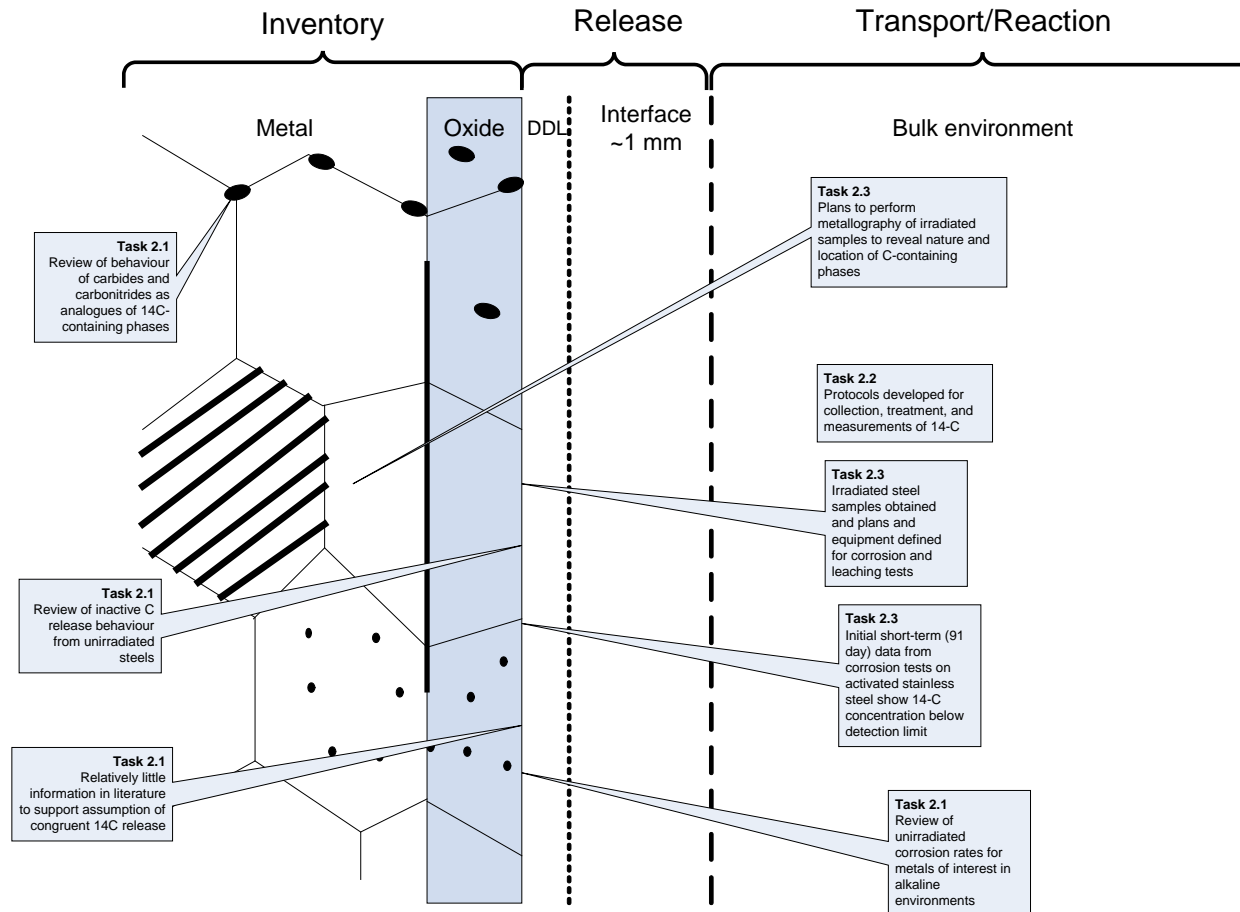 Inventory
Release
Transport/Reaction
Metal
Oxide
DDL
Interface
~1 mm
Bulk environment
Task 2.1
Review of behaviour
of carbides and
carbonitrides as
analogues of 14C-
containing phases
Task 2.3
Plans to perform
metallography of irradiated
samples to reveal nature and
location of C-containing
phases
Task 2.2
Protocols developed for
collection, treatment, and
measurements of 14-C
Task 2.3
Irradiated steel
samples obtained
and plans and
equipment defined
for corrosion and
leaching tests
Task 2.1
Review of inactive C
release behaviour
from unirradiated
steels
Task 2.3
Initial short-term (91
day) data from
corrosion tests on
activated stainless
steel show 14-C
concentration below
detection limit
Task 2.1
Relatively little
information in literature
to support assumption of
congruent 14C release
Task 2.1
Review of
unirradiated
corrosion rates for
metals of interest in
alkaline
environments